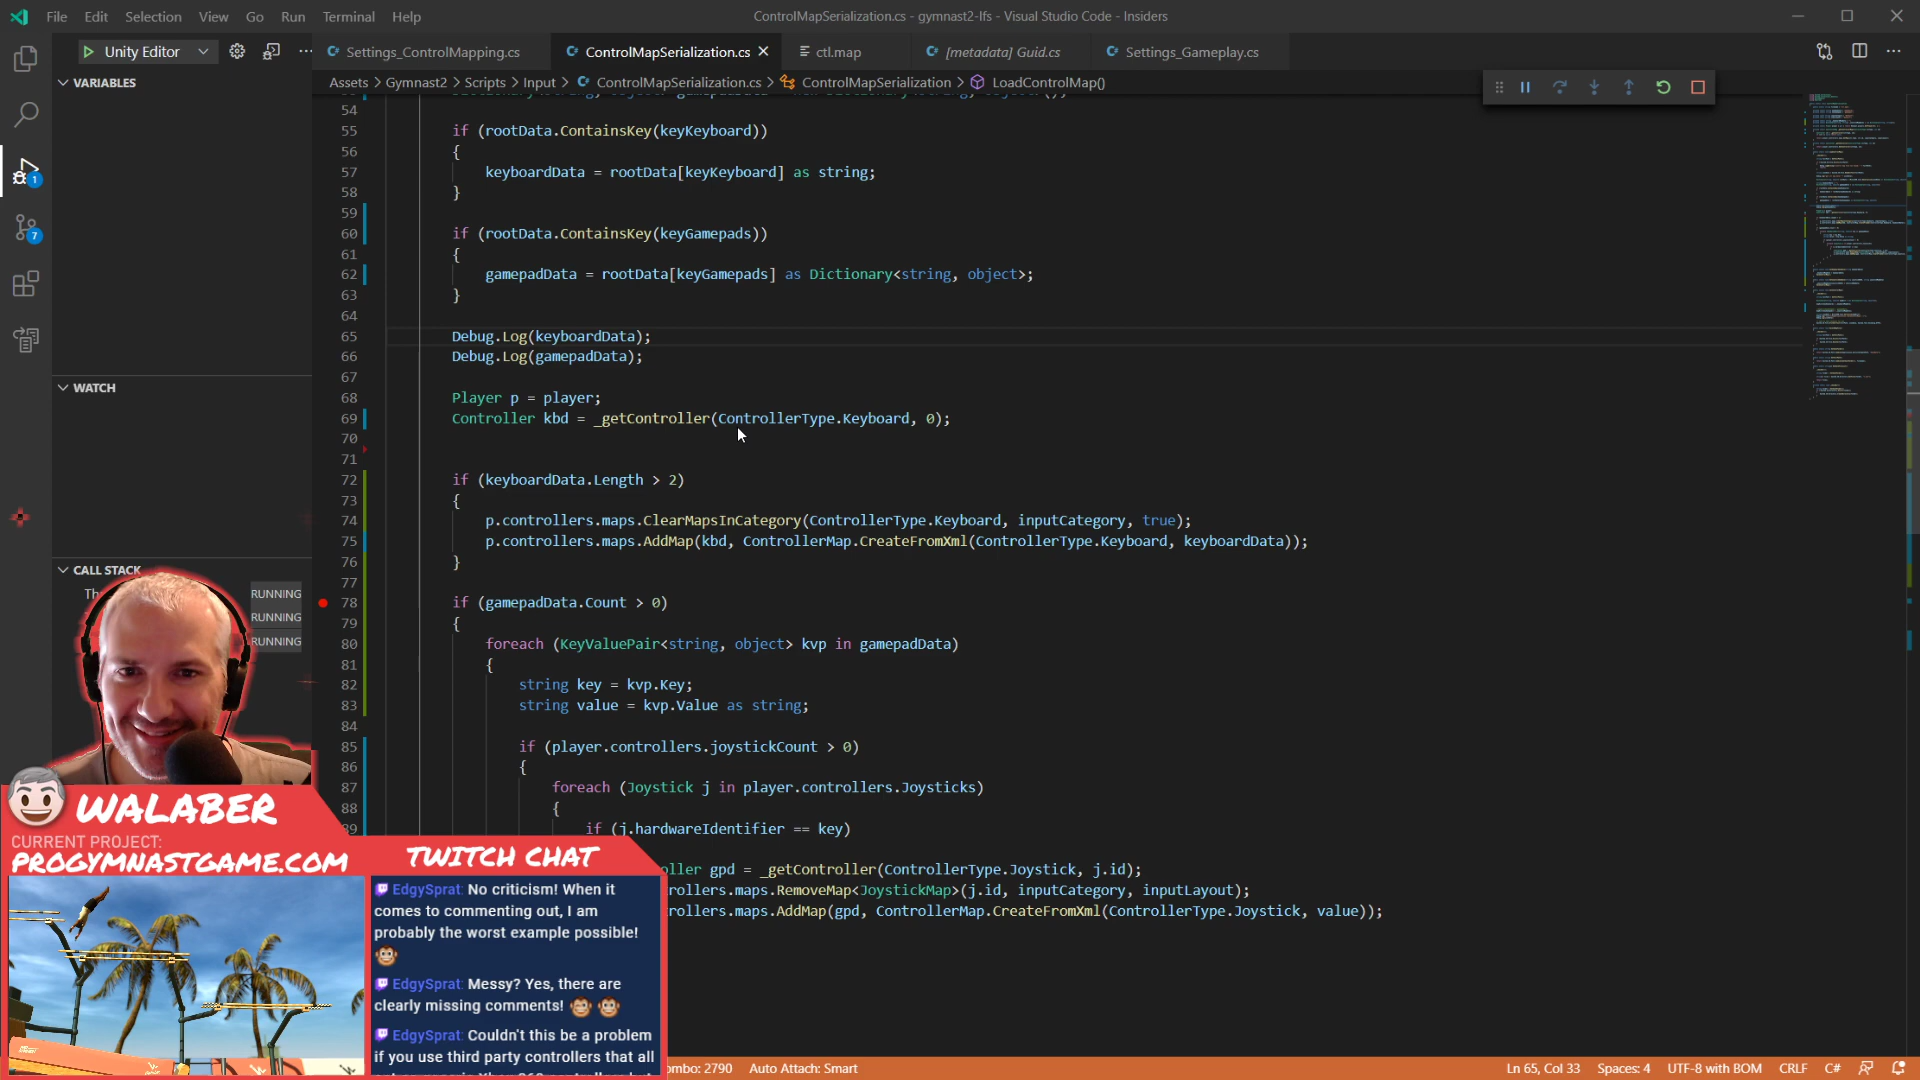 File Edit Selection View Go Run Terminal Help
ControlMapSerialization.cs - gymnast2-lfs - Visual Studio Code - Insiders
Unity Editor
Settings_ControlMapping.cs
ControlMapSerialization.cs
ctl.map
[metadata] Guid.cs
Settings_Gameplay.cs
VARIABLES
Assets > Gymnast2 > Scripts > Input > ControlMapSerialization.cs > ControlMapSerialization > LoadControlMap()
54
55 if (rootData.ContainsKey(keyKeyboard))
56 {
57 keyboardData = rootData[keyKeyboard] as string;
58 }
59
60 if (rootData.ContainsKey(keyGamepads))
61 {
62 gamepadData = rootData[keyGamepads] as Dictionary<string, object>;
63 }
64
65 Debug.Log(keyboardData);
66 Debug.Log(gamepadData);
67
68 Player p = player;
69 Controller kbd = _getController(ControllerType.Keyboard, 0);
70
71
72 if (keyboardData.Length > 2)
73 {
74 p.controllers.maps.ClearMapsInCategory(ControllerType.Keyboard, inputCategory, true);
75 p.controllers.maps.AddMap(kbd, ControllerMap.CreateFromXml(ControllerType.Keyboard, keyboardData));
76 }
77
78 if (gamepadData.Count > 0)
79 {
80 foreach (KeyValuePair<string, object> kvp in gamepadData)
81 {
82 string key = kvp.Key;
83 string value = kvp.Value as string;
84
85 if (player.controllers.joystickCount > 0)
86 {
87 foreach (Joystick j in player.controllers.Joysticks)
88 {
89 if (j.hardwareIdentifier == key)
oller gpd = _getController(ControllerType.Joystick, j.id);
rollers.maps.RemoveMap<JoystickMap>(j.id, inputCategory, inputLayout);
rollers.maps.AddMap(gpd, ControllerMap.CreateFromXml(ControllerType.Joystick, value));
1
7
WATCH
CALL STACK
Th
RUNNING
RUNNING
RUNNING
WALABER
CURRENT PROJECT:
PROGYMNASTGAME.COM
TWITCH CHAT
EdgySprat: No criticism! When it
comes to commenting out, I am
probably the worst example possible!
EdgySprat: Messy? Yes, there are
clearly missing comments!
EdgySprat: Couldn't this be a problem
if you use third party controllers that all
ombo: 2790 Auto Attach: Smart
Ln 65, Col 33 Spaces: 4 UTF-8 with BOM CRLF C#